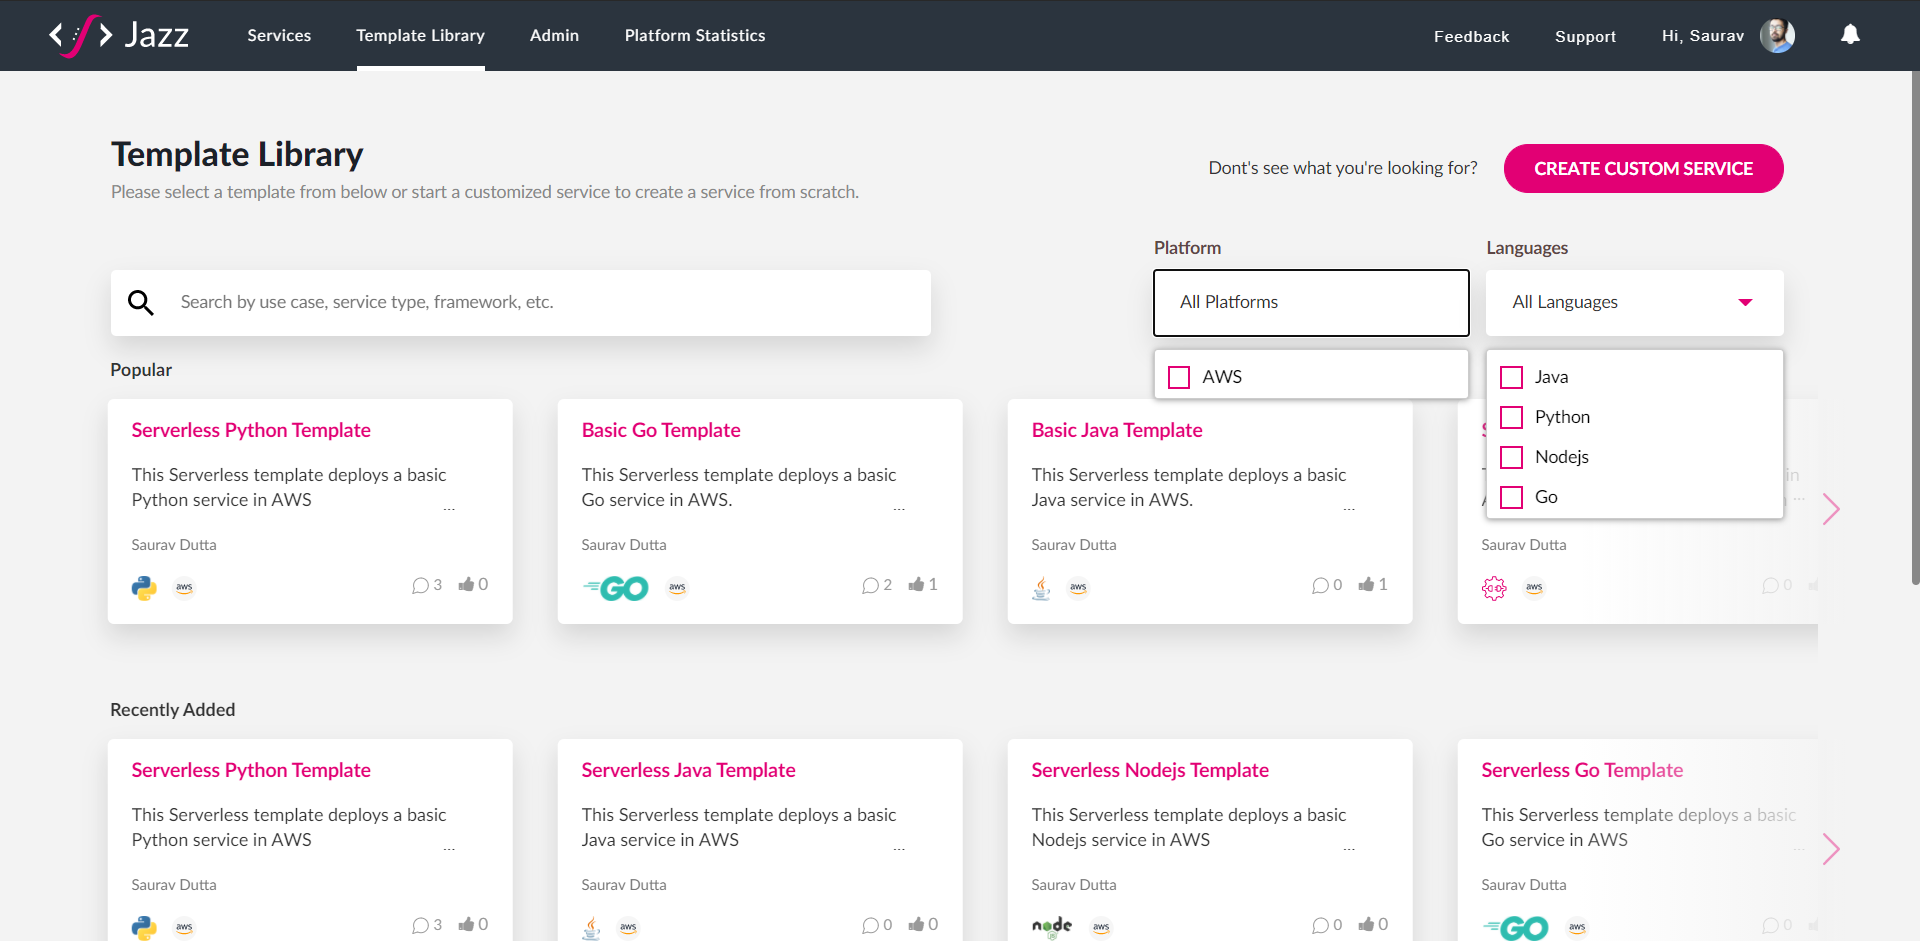 Jazz
Services
Template Library
Admin
Platform Statistics
Feedback
Support
Hi, Saurav
Template Library
Please select a template from below or start a customized service to create a service from scratch.
Dont's see what you're looking for?
CREATE CUSTOM SERVICE
Platform
Languages
Search by use case, service type, framework, etc.
All Platforms
All Languages
AWS
Java
Python
Nodejs
Go
Popular
Serverless Python Template
This Serverless template deploys a basic
Python service in AWS
...
Saurav Dutta
aws
3
0
Basic Go Template
This Serverless template deploys a basic
Go service in AWS.
...
Saurav Dutta
GO
aws
2
1
Basic Java Template
This Serverless template deploys a basic
Java service in AWS.
...
Saurav Dutta
aws
0
1
in
...
Saurav Dutta
aws
0
Recently Added
Serverless Python Template
This Serverless template deploys a basic
Python service in AWS
...
Saurav Dutta
aws
3
0
Serverless Java Template
This Serverless template deploys a basic
Java service in AWS
...
Saurav Dutta
aws
0
0
Serverless Nodejs Template
This Serverless template deploys a basic
Nodejs service in AWS
...
Saurav Dutta
node
aws
0
0
Serverless Go Template
This Serverless template deploys a basic
Go service in AWS
...
Saurav Dutta
GO
aws
0